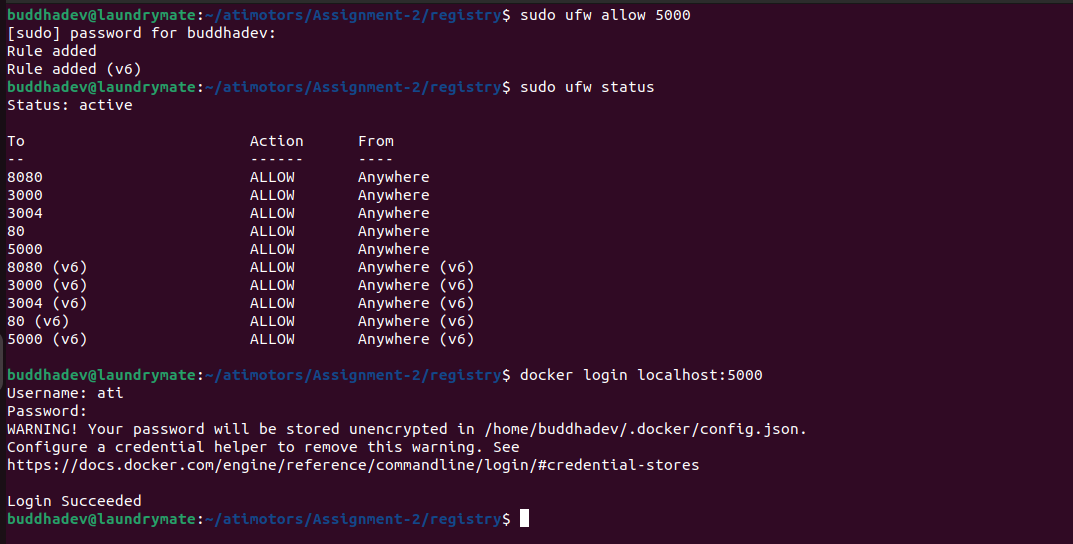 buddhadev@laundrymate:~/atimotors/Assignment-2/registry$ sudo ufw allow 5000
[sudo] password for buddhadev:
Rule added
Rule added (v6)
buddhadev@laundrymate:~/atimotors/Assignment-2/registry$ sudo ufw status
Status: active
To Action From
-- ------ ----
8080 ALLOW Anywhere
3000 ALLOW Anywhere
3004 ALLOW Anywhere
80 ALLOW Anywhere
5000 ALLOW Anywhere
8080 (v6) ALLOW Anywhere (v6)
3000 (v6) ALLOW Anywhere (v6)
3004 (v6) ALLOW Anywhere (v6)
80 (v6) ALLOW Anywhere (v6)
5000 (v6) ALLOW Anywhere (v6)
buddhadev@laundrymate:~/atimotors/Assignment-2/registry$ docker login localhost:5000
Username: ati
Password:
WARNING! Your password will be stored unencrypted in /home/buddhadev/.docker/config.json.
Configure a credential helper to remove this warning. See
https://docs.docker.com/engine/reference/commandline/login/#credential-stores
Login Succeeded
buddhadev@laundrymate:~/atimotors/Assignment-2/registry$